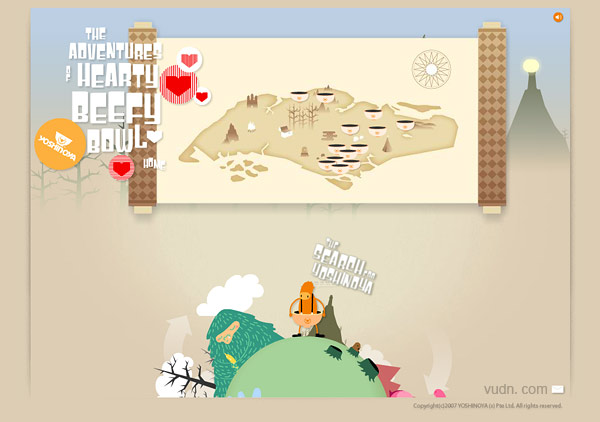 THE
ADVENTURES
OF HEARTY
BEEFY
BOWL
HOME
YOSHINOYA
THE
SEARCH FOR
YOSHINOYA
vudn. com
Copyright(c)2007 YOSHINOYA (s) Pte Ltd. All rights reserved.